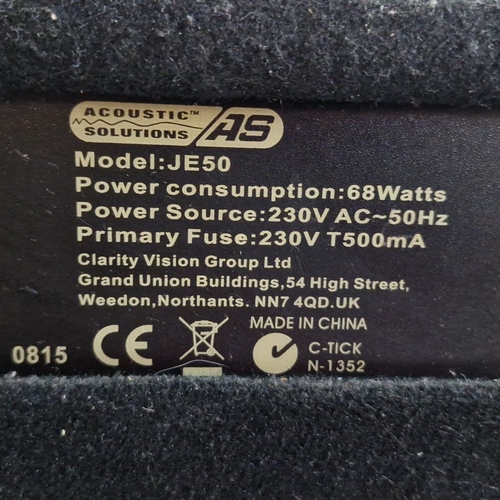 ACOUSTIC™
SOLUTIONS AS
Model:JE50
Power consumption:68Watts
Power Source:230V AC~50Hz
Primary Fuse:230V T500mA
Clarity Vision Group Ltd
Grand Union Buildings,54 High Street,
Weedon,Northants. NN7 4QD.UK
MADE IN CHINA
0815 CE C-TICK
N-1352